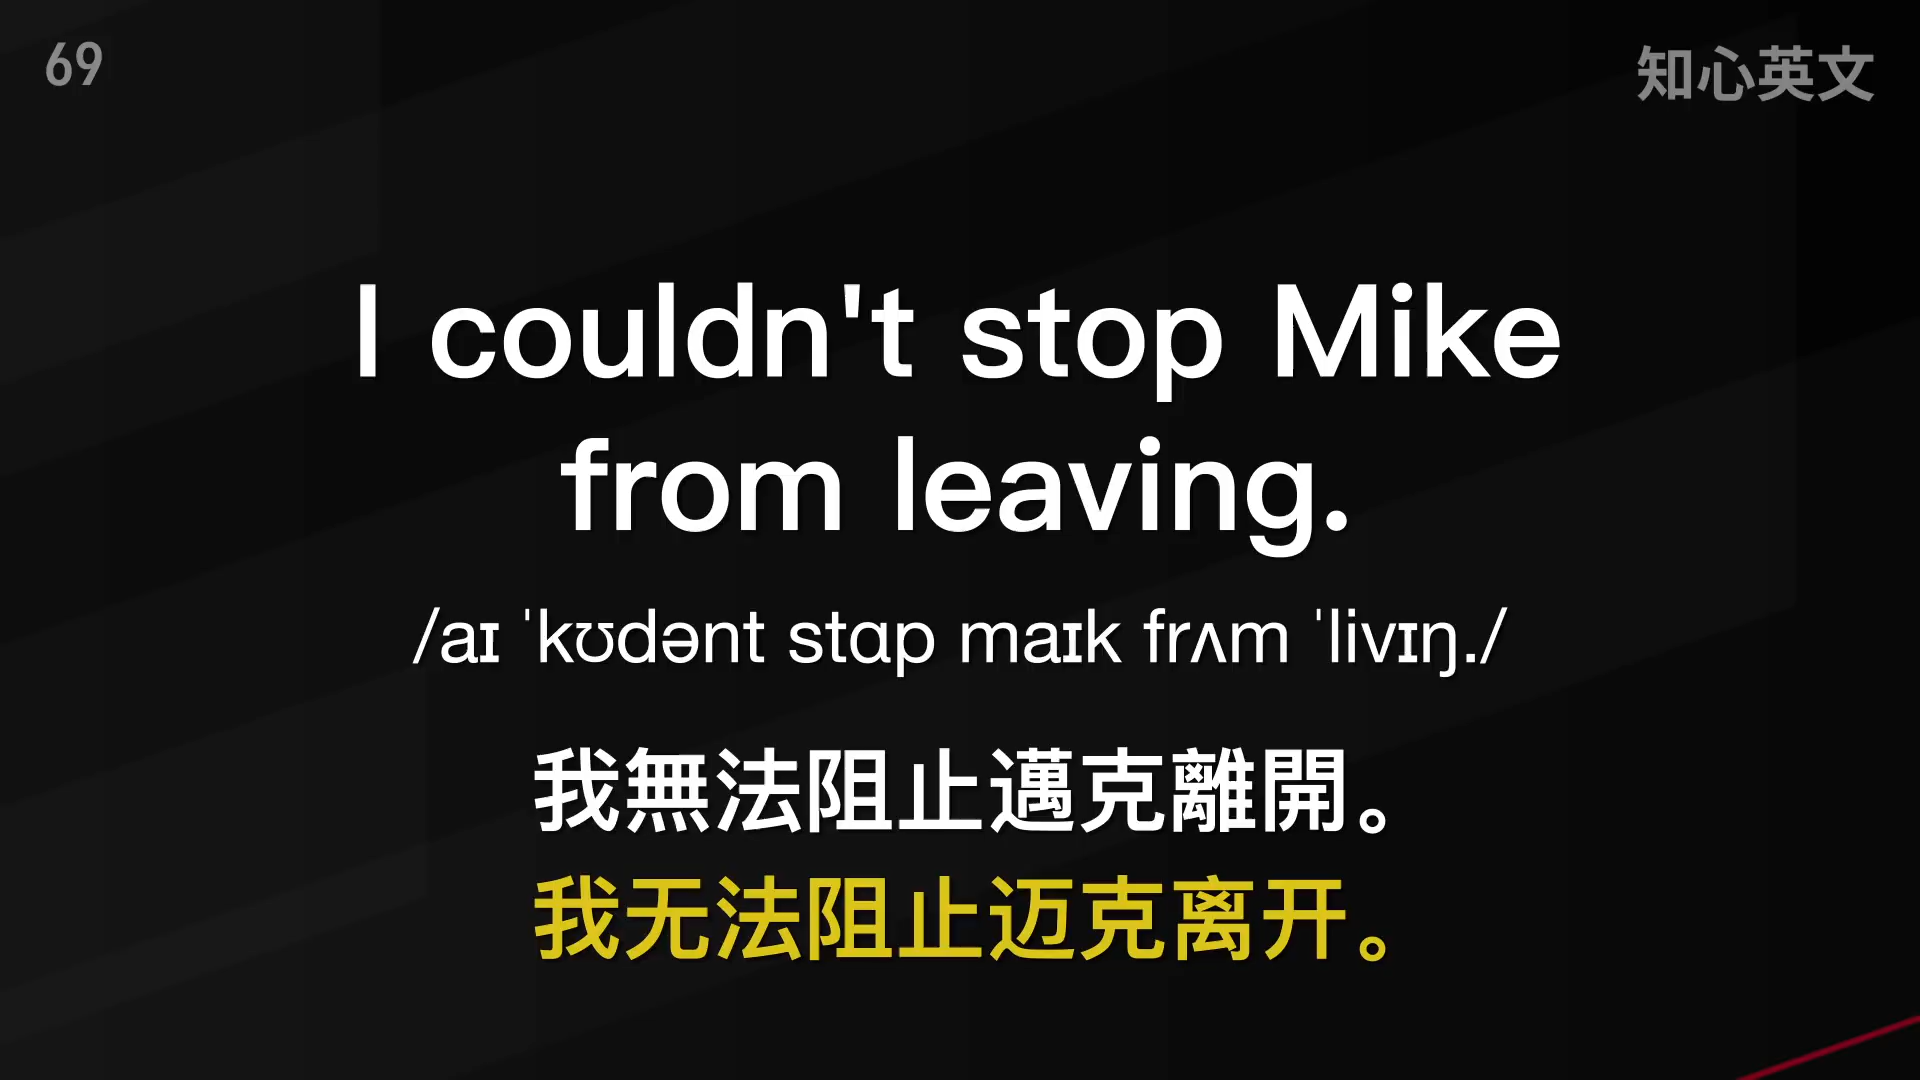 69
知心英文
I couldn't stop Mike
from leaving.
/aɪ ˈkʊdənt stɑp maɪk frʌm ˈlivɪŋ./
我無法阻止邁克離開。
我无法阻止迈克离开。